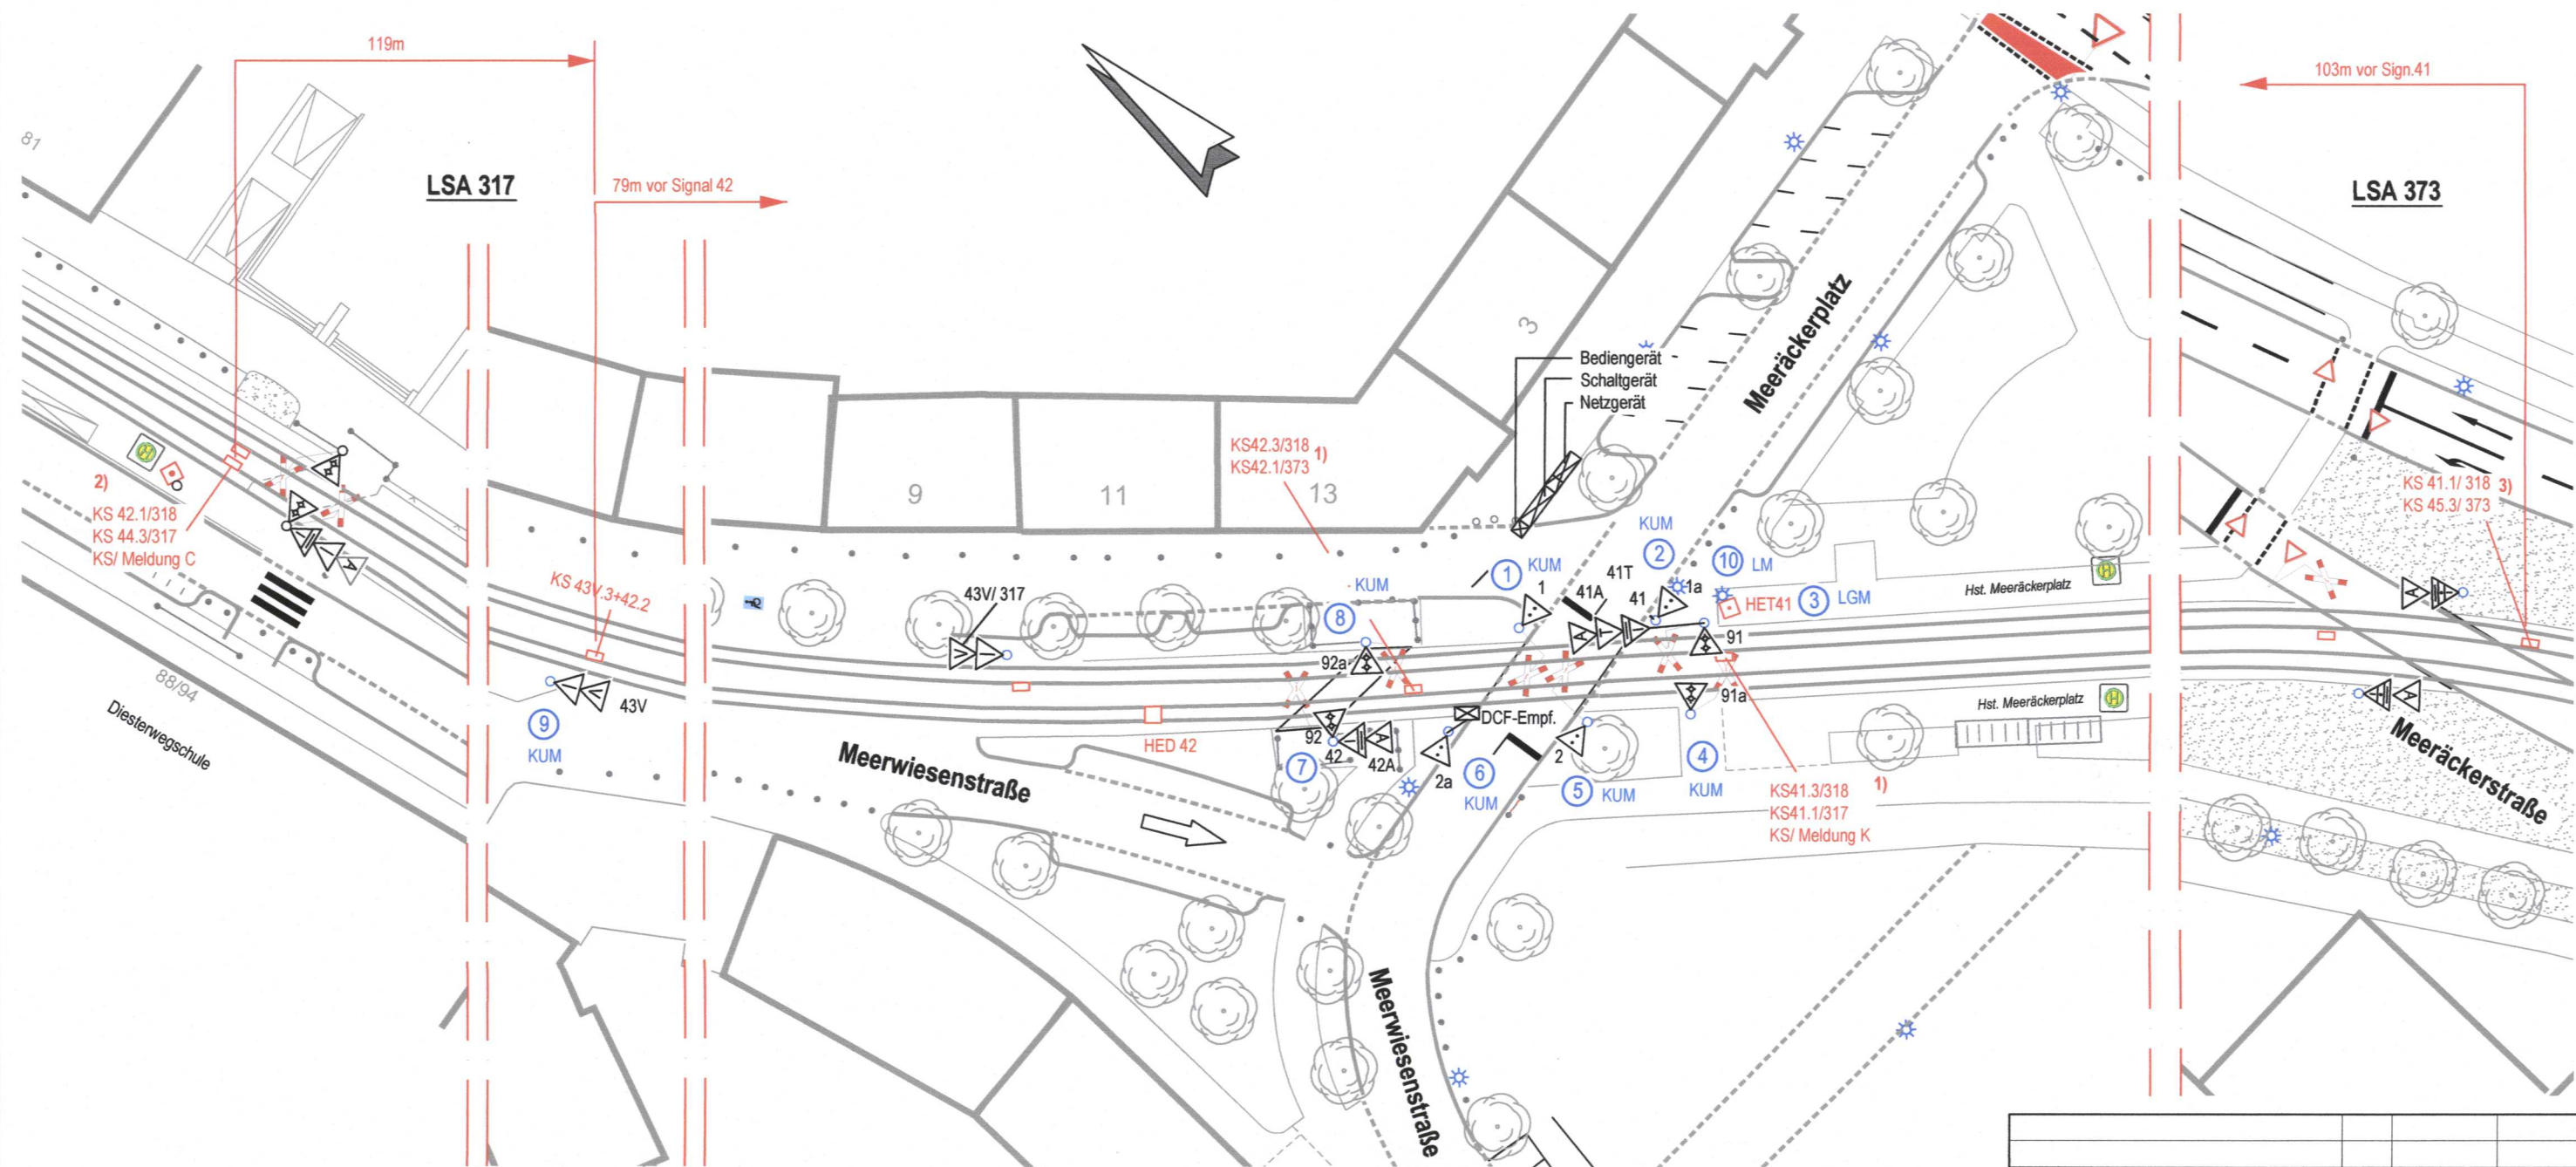 119m
81
LSA 317
79m vor Signal 42
103m vor Sign.41
LSA 373
Meeräckerplatz
3
Bediengerät
Schaltgerät
Netzgerät
KS42.3/318
KS42.1/373
1)
9
11
13
2)
KS 42.1/318
KS 44.3/317
KS/ Meldung C
H
A
KS 43V.3+42.2
43V/ 317
KUM
8
1
KUM
1
41A
41T
41
KUM
2
1a
10
LM
HET41
3
LGM
Hst. Meeräckerplatz
H
KS 41.1/ 318
KS 45.3/ 373
3)
A
T
91
92a
91a
Hst. Meeräckerplatz
H
A
88/94
Diesterwegschule
43V
9
KUM
HED 42
DCF-Empf.
92
42
A
42A
7
2a
6
KUM
2
5
KUM
4
KUM
KS41.3/318
KS41.1/317
KS/ Meldung K
1)
Meerwiesenstraße
Meeräckerstraße
Meerwiesenstraße